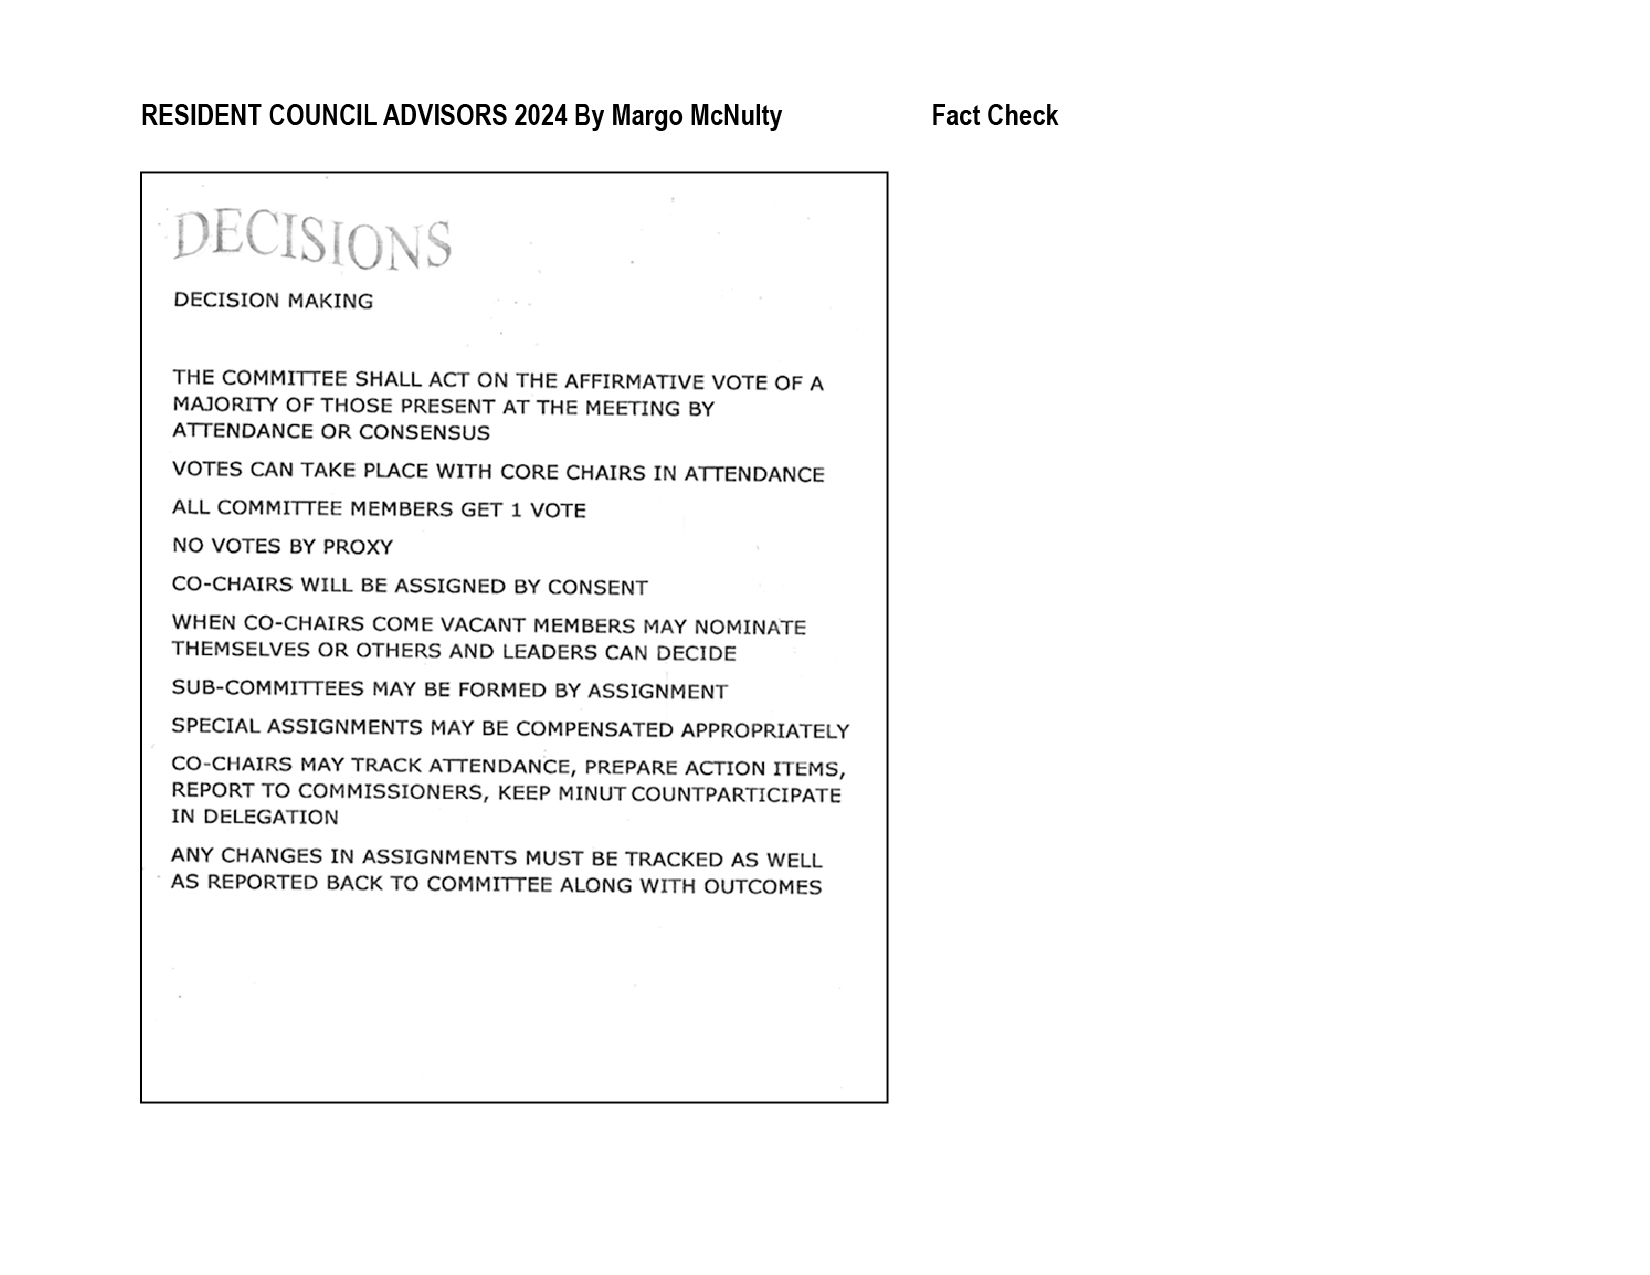 RESIDENT COUNCIL ADVISORS 2024 By Margo McNulty
Fact Check
DECISIONS
DECISION MAKING
THE COMMITTEE SHALL ACT ON THE AFFIRMATIVE VOTE OF A
MAJORITY OF THOSE PRESENT AT THE MEETING BY
ATTENDANCE OR CONSENSUS
VOTES CAN TAKE PLACE WITH CORE CHAIRS IN ATTENDANCE
ALL COMMITTEE MEMBERS GET 1 VOTE
NO VOTES BY PROXY
CO-CHAIRS WILL BE ASSIGNED BY CONSENT
WHEN CO-CHAIRS COME VACANT MEMBERS MAY NOMINATE
THEMSELVES OR OTHERS AND LEADERS CAN DECIDE
SUB-COMMITTEES MAY BE FORMED BY ASSIGNMENT
SPECIAL ASSIGNMENTS MAY BE COMPENSATED APPROPRIATELY
CO-CHAIRS MAY TRACK ATTENDANCE, PREPARE ACTION ITEMS,
REPORT TO COMMISSIONERS, KEEP MINUT COUNTPARTICIPATE
IN DELEGATION
ANY CHANGES IN ASSIGNMENTS MUST BE TRACKED AS WELL
AS REPORTED BACK TO COMMITTEE ALONG WITH OUTCOMES